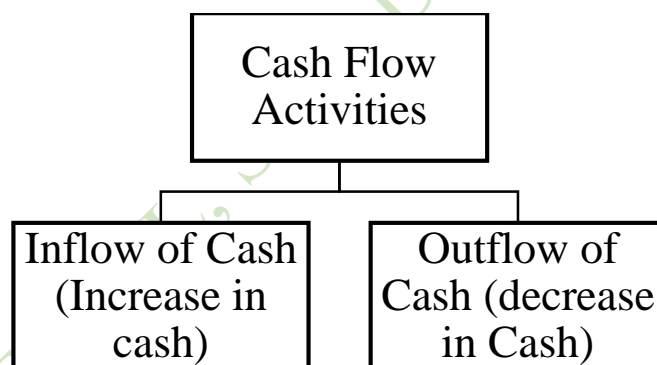 Cash Flow
Activities
Inflow of Cash
(Increase in
cash)
Outflow of
Cash (decrease
in Cash)